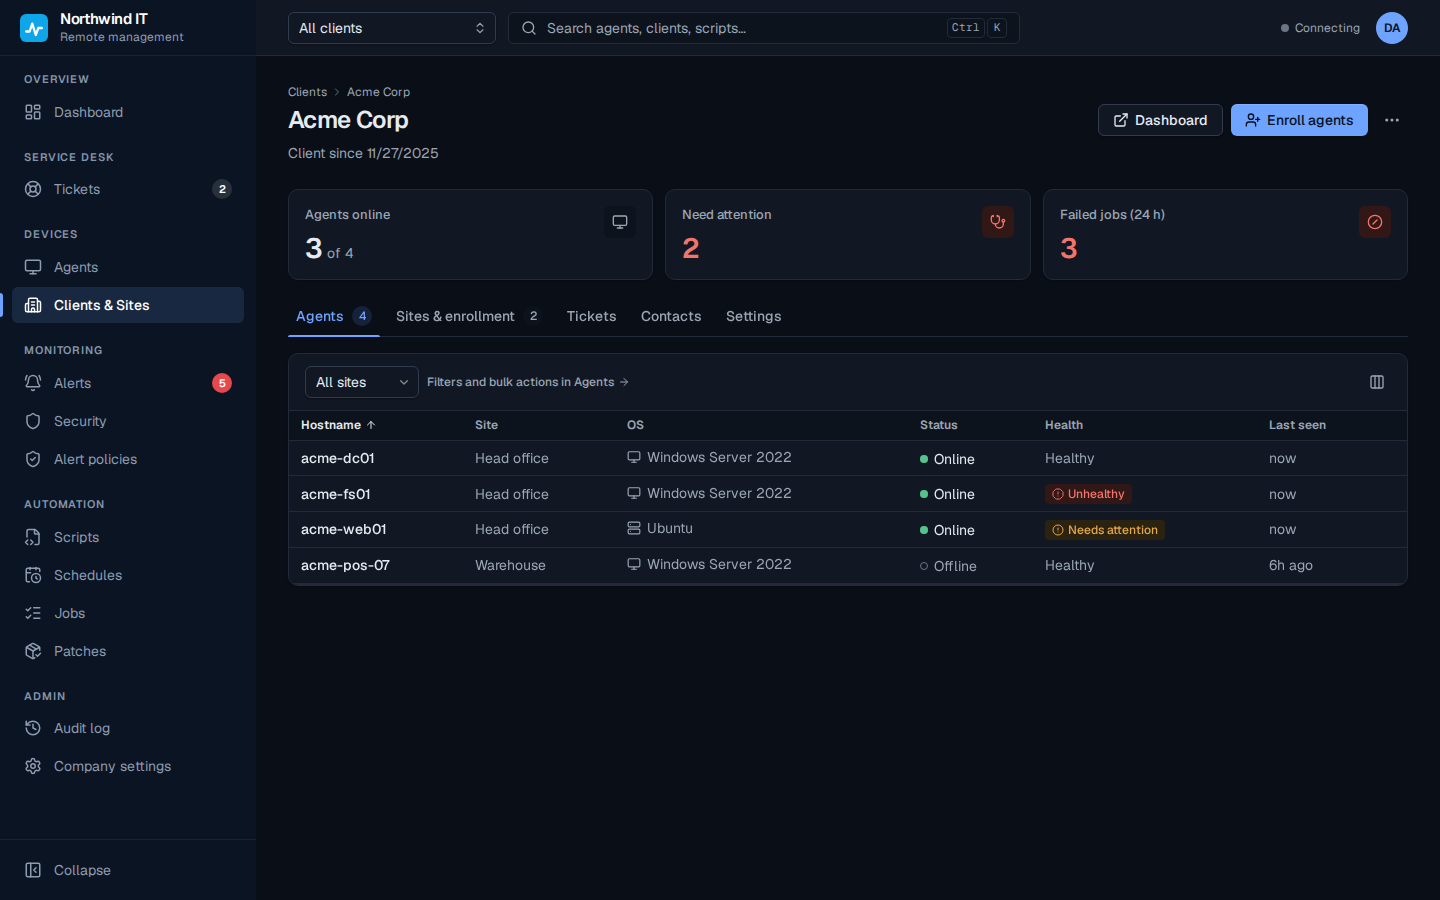 Northwind IT
Remote management
All clients
Search agents, clients, scripts...
Ctrl K
Connecting
DA
OVERVIEW
Dashboard
SERVICE DESK
Tickets 2
DEVICES
Agents
Clients & Sites
MONITORING
Alerts 5
Security
Alert policies
AUTOMATION
Scripts
Schedules
Jobs
Patches
ADMIN
Audit log
Company settings
Collapse
Clients > Acme Corp
Acme Corp
Client since 11/27/2025
Dashboard
Enroll agents
Agents online
3 of 4
Need attention
2
Failed jobs (24 h)
3
Agents 4 Sites & enrollment 2 Tickets Contacts Settings
All sites Filters and bulk actions in Agents →
Hostname ↑ Site OS Status Health Last seen
acme-dc01 Head office Windows Server 2022 Online Healthy now
acme-fs01 Head office Windows Server 2022 Online Unhealthy now
acme-web01 Head office Ubuntu Online Needs attention now
acme-pos-07 Warehouse Windows Server 2022 Offline Healthy 6h ago